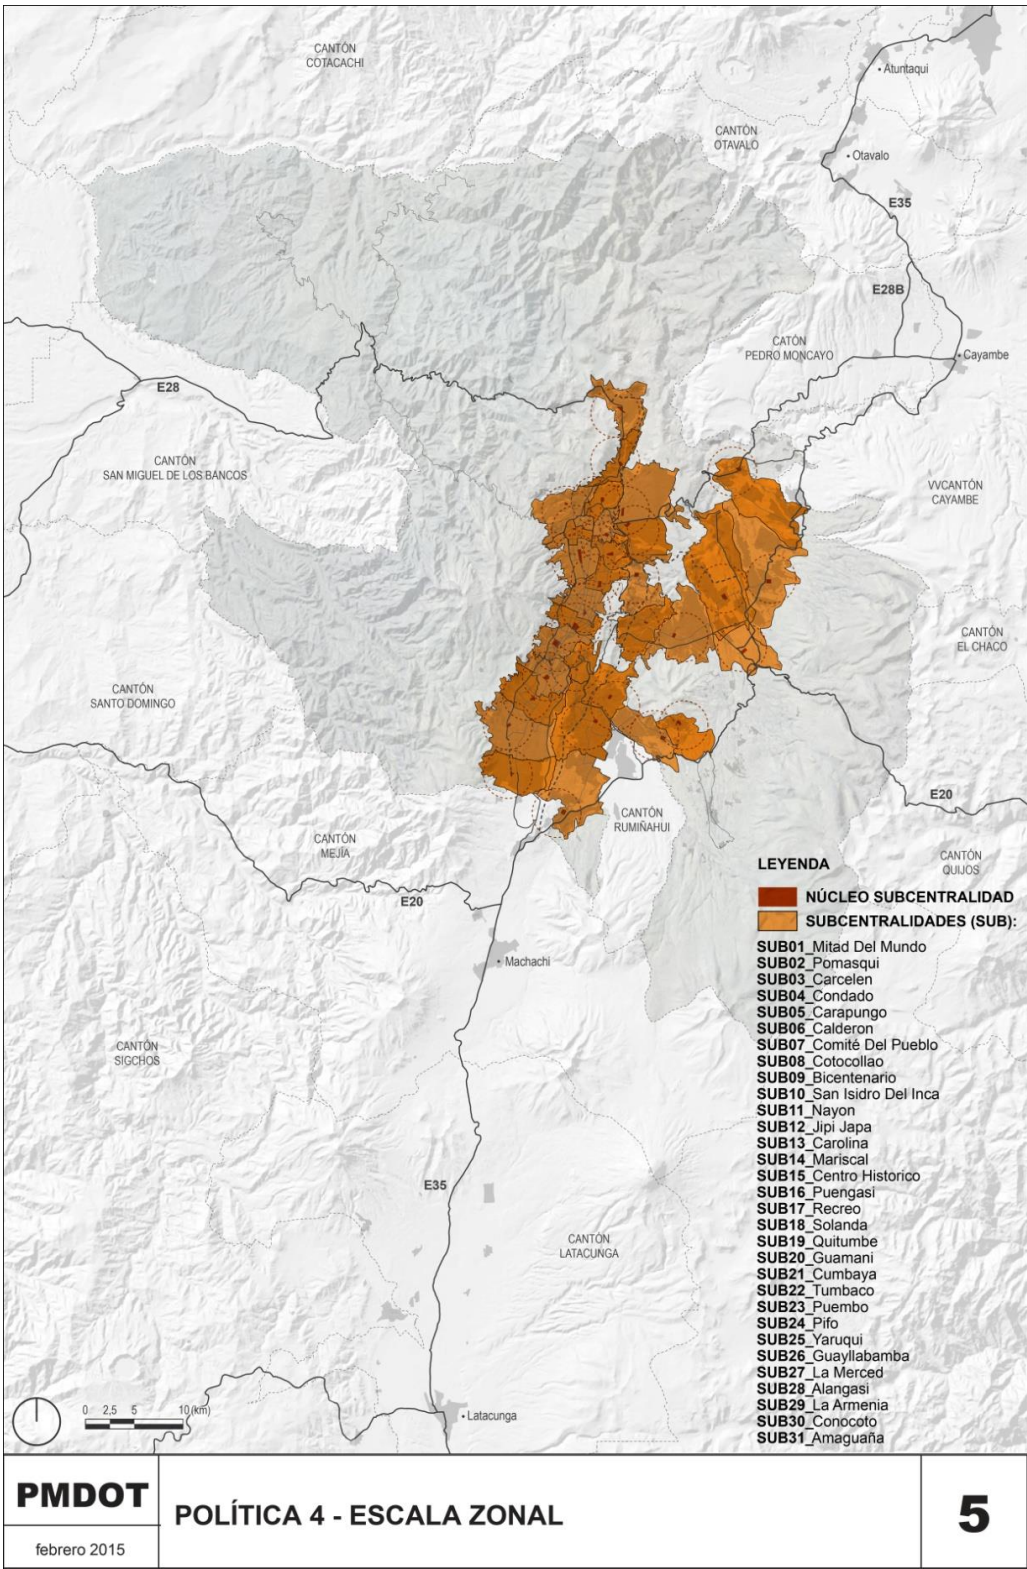 CANTÓN
COTACACHI
Atuntaqui
CANTÓN
OTAVALO
Otavalo
E35
E28B
CATÓN
PEDRO MONCAYO
Cayambe
E28
CANTÓN
SAN MIGUEL DE LOS BANCOS
VVCANTÓN
CAYAMBE
CANTÓN
EL CHACO
CANTÓN
SANTO DOMINGO
E20
CANTÓN
RUMIÑAHUI
CANTÓN
MEJÍA
CANTÓN
QUIJOS
E20
Machachi
CANTÓN
SIGCHOS
E35
CANTÓN
LATACUNGA
Latacunga
LEYENDA
NÚCLEO SUBCENTRALIDAD
SUBCENTRALIDADES (SUB):
SUB01_Mitad Del Mundo
SUB02_Pomasqui
SUB03_Carcelen
SUB04_Condado
SUB05_Carapungo
SUB06_Calderon
SUB07_Comité Del Pueblo
SUB08_Cotocollao
SUB09_Bicentenario
SUB10_San Isidro Del Inca
SUB11_Nayon
SUB12_Jipi Japa
SUB13_Carolina
SUB14_Mariscal
SUB15_Centro Historico
SUB16_Puengasi
SUB17_Recreo
SUB18_Solanda
SUB19_Quitumbe
SUB20_Guamani
SUB21_Cumbaya
SUB22_Tumbaco
SUB23_Puembo
SUB24_Pifo
SUB25_Yaruqui
SUB26_Guayllabamba
SUB27_La Merced
SUB28_Alangasi
SUB29_La Armenia
SUB30_Conocoto
SUB31_Amaguaña
0 2,5 5 10(km)
PMDOT
febrero 2015
POLÍTICA 4 - ESCALA ZONAL
5